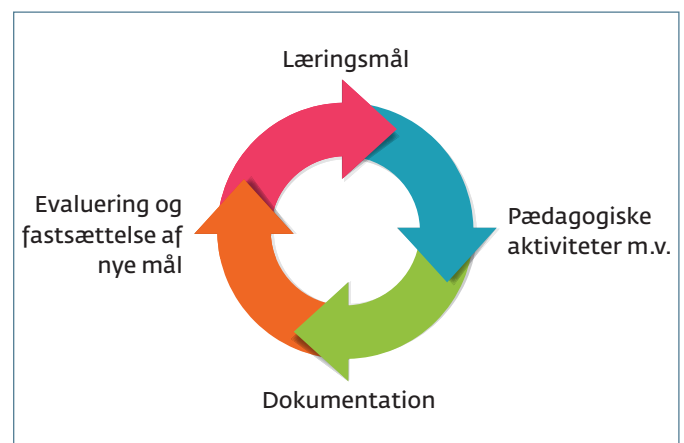 Læringsmål
Pædagogiske
aktiviteter m.v.
Dokumentation
Evaluering og
fastsættelse af
nye mål